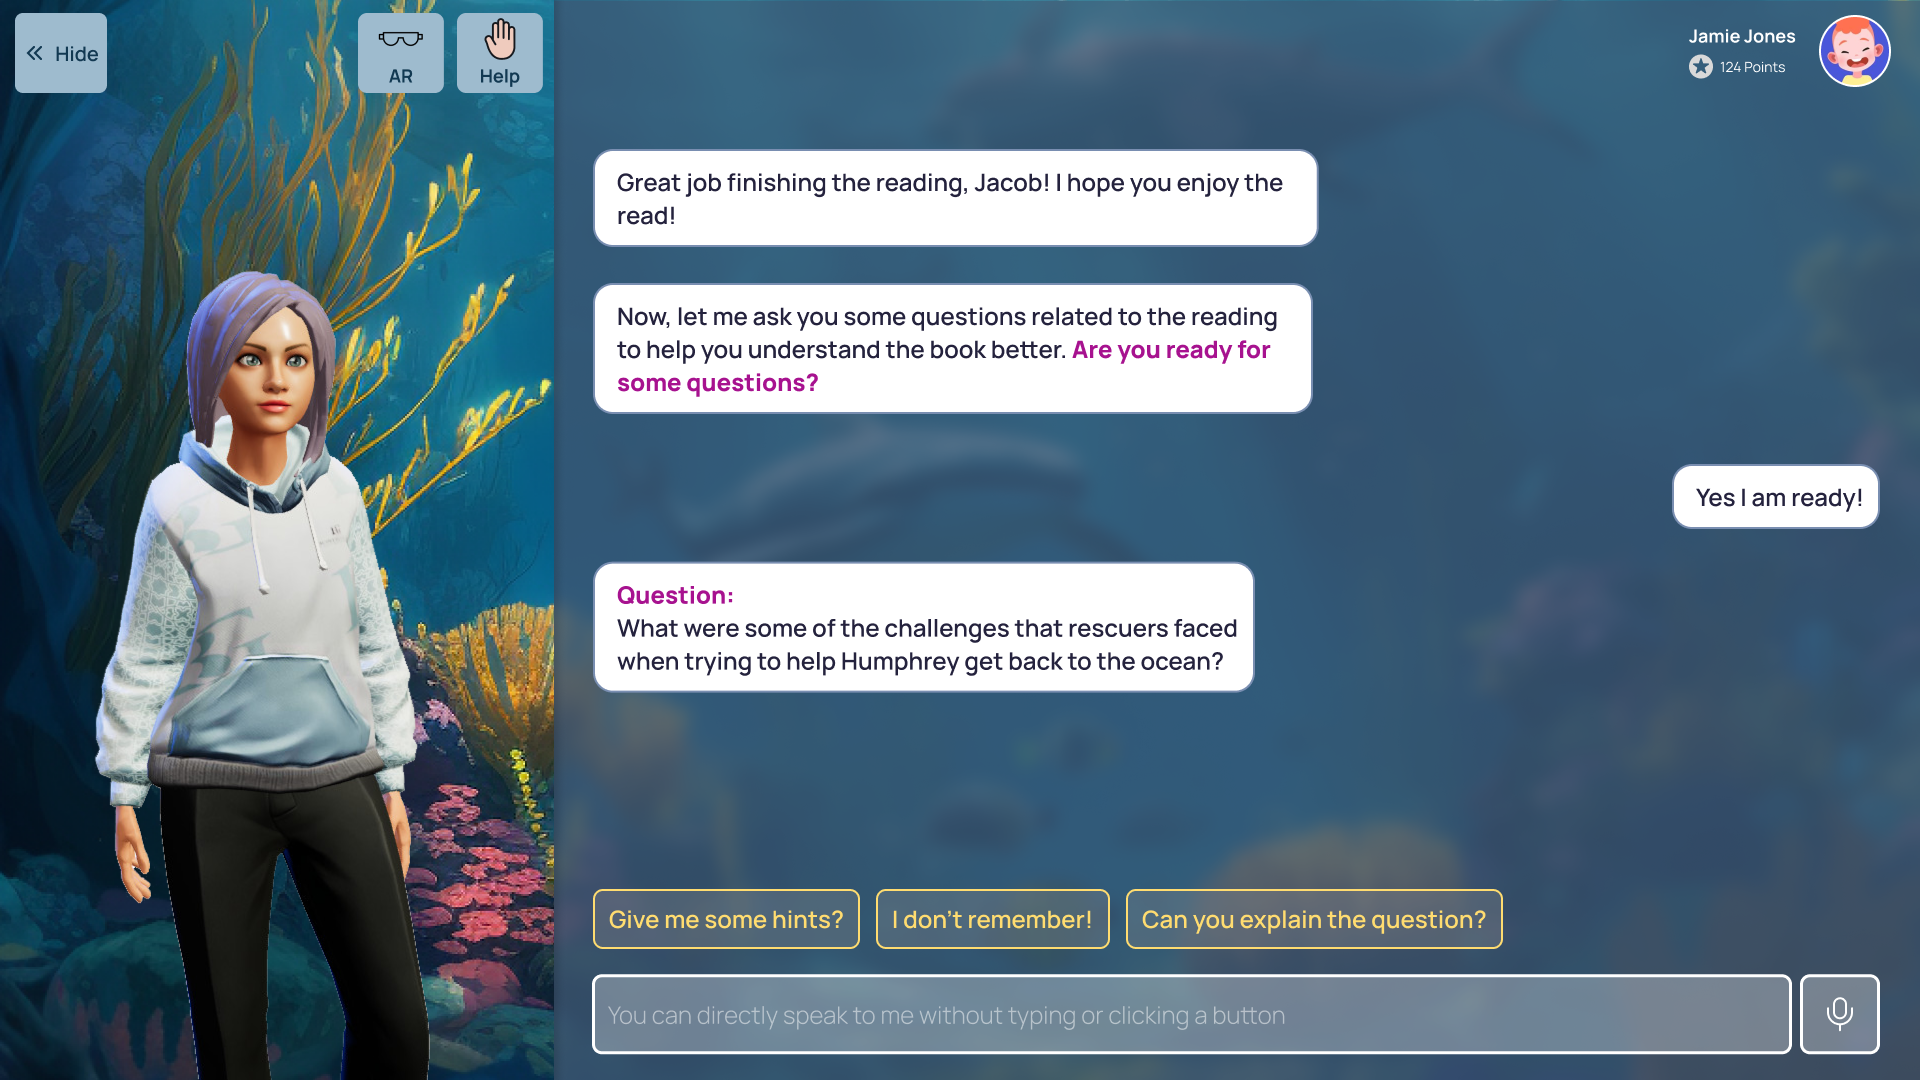 Hide
AR
Help
Jamie Jones
124 Points
Great job finishing the reading, Jacob! I hope you enjoy the
read!
Now, let me ask you some questions related to the reading
to help you understand the book better. Are you ready for
some questions?
Yes I am ready!
Question:
What were some of the challenges that rescuers faced
when trying to help Humphrey get back to the ocean?
Give me some hints?
I don't remember!
Can you explain the question?
You can directly speak to me without typing or clicking a button